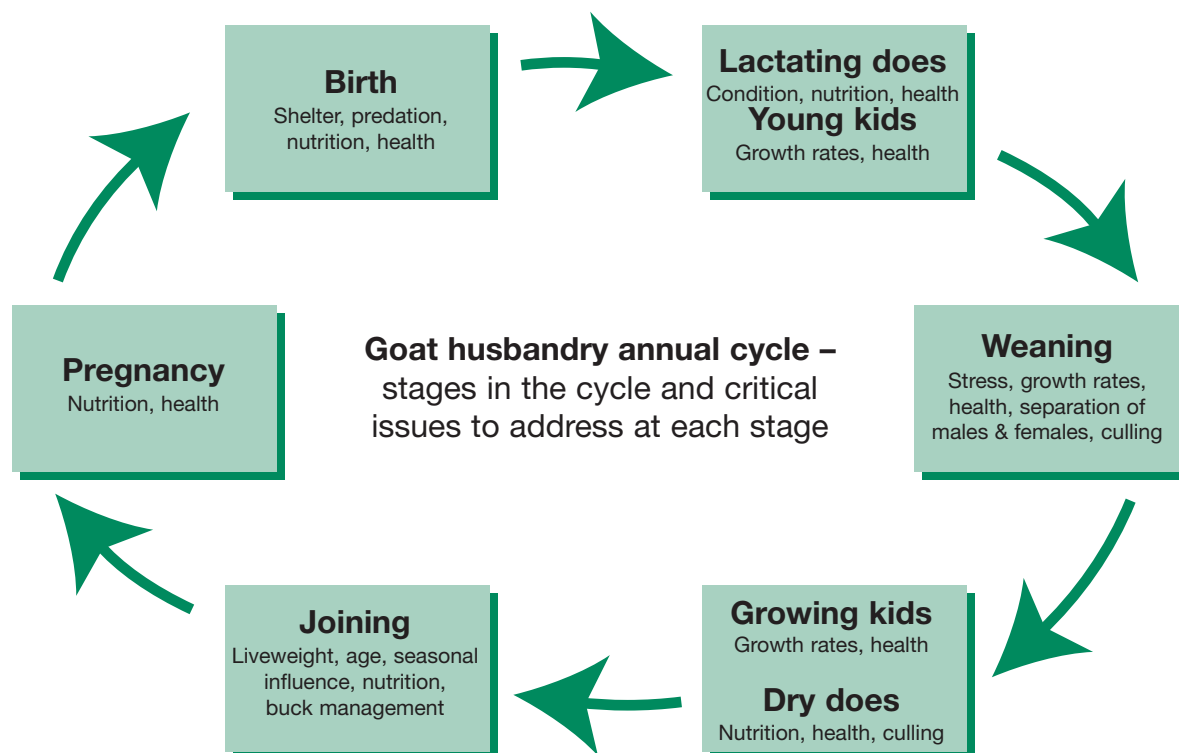 Birth
Shelter, predation,
nutrition, health
Lactating does
Condition, nutrition, health
Young kids
Growth rates, health
Weaning
Stress, growth rates,
health, separation of
males & females, culling
Growing kids
Growth rates, health
Dry does
Nutrition, health, culling
Joining
Liveweight, age, seasonal
influence, nutrition,
buck management
Pregnancy
Nutrition, health
Goat husbandry annual cycle –
stages in the cycle and critical
issues to address at each stage